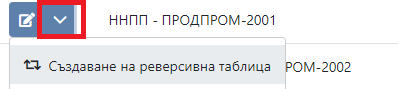 ННПП - ПРОДПРОМ-2001
Създаване на реверсивна таблица
РОМ-2002